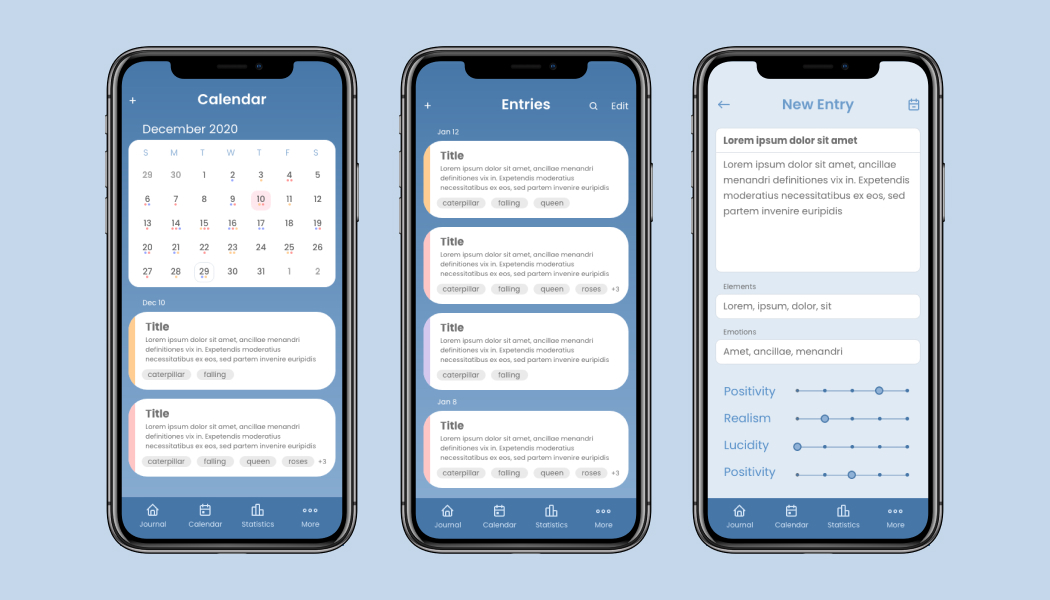 + Calendar
December 2020
S M T W T F S
29 30 1 2 3 4 5
6 7 8 9 10 11 12
13 14 15 16 17 18 19
20 21 22 23 24 25 26
27 28 29 30 31 1 2
Dec 10
Title
Lorem ipsum dolor sit amet, ancillae menandri
definitiones vix in. Expetendis moderatius
necessitatibus ex eos, sed partem invenire euripidis
caterpillar falling
Title
Lorem ipsum dolor sit amet, ancillae menandri
definitiones vix in. Expetendis moderatius
necessitatibus ex eos, sed partem invenire euripidis
caterpillar falling queen roses +3
Journal Calendar Statistics More
+ Entries Edit
Jan 12
Title
Lorem ipsum dolor sit amet, ancillae menandri
definitiones vix in. Expetendis moderatius
necessitatibus ex eos, sed partem invenire euripidis
caterpillar falling queen
Title
Lorem ipsum dolor sit amet, ancillae menandri
definitiones vix in. Expetendis moderatius
necessitatibus ex eos, sed partem invenire euripidis
caterpillar falling queen roses +3
Title
Lorem ipsum dolor sit amet, ancillae menandri
definitiones vix in. Expetendis moderatius
necessitatibus ex eos, sed partem invenire euripidis
caterpillar falling
Jan 8
Title
Lorem ipsum dolor sit amet, ancillae menandri
definitiones vix in. Expetendis moderatius
necessitatibus ex eos, sed partem invenire euripidis
caterpillar falling queen roses +3
Journal Calendar Statistics More
New Entry
Lorem ipsum dolor sit amet
Lorem ipsum dolor sit amet, ancillae
menandri definitiones vix in. Expetendis
moderatius necessitatibus ex eos, sed
partem invenire euripidis
Elements
Lorem, ipsum, dolor, sit
Emotions
Amet, ancillae, menandri
Positivity
Realism
Lucidity
Positivity
Journal Calendar Statistics More